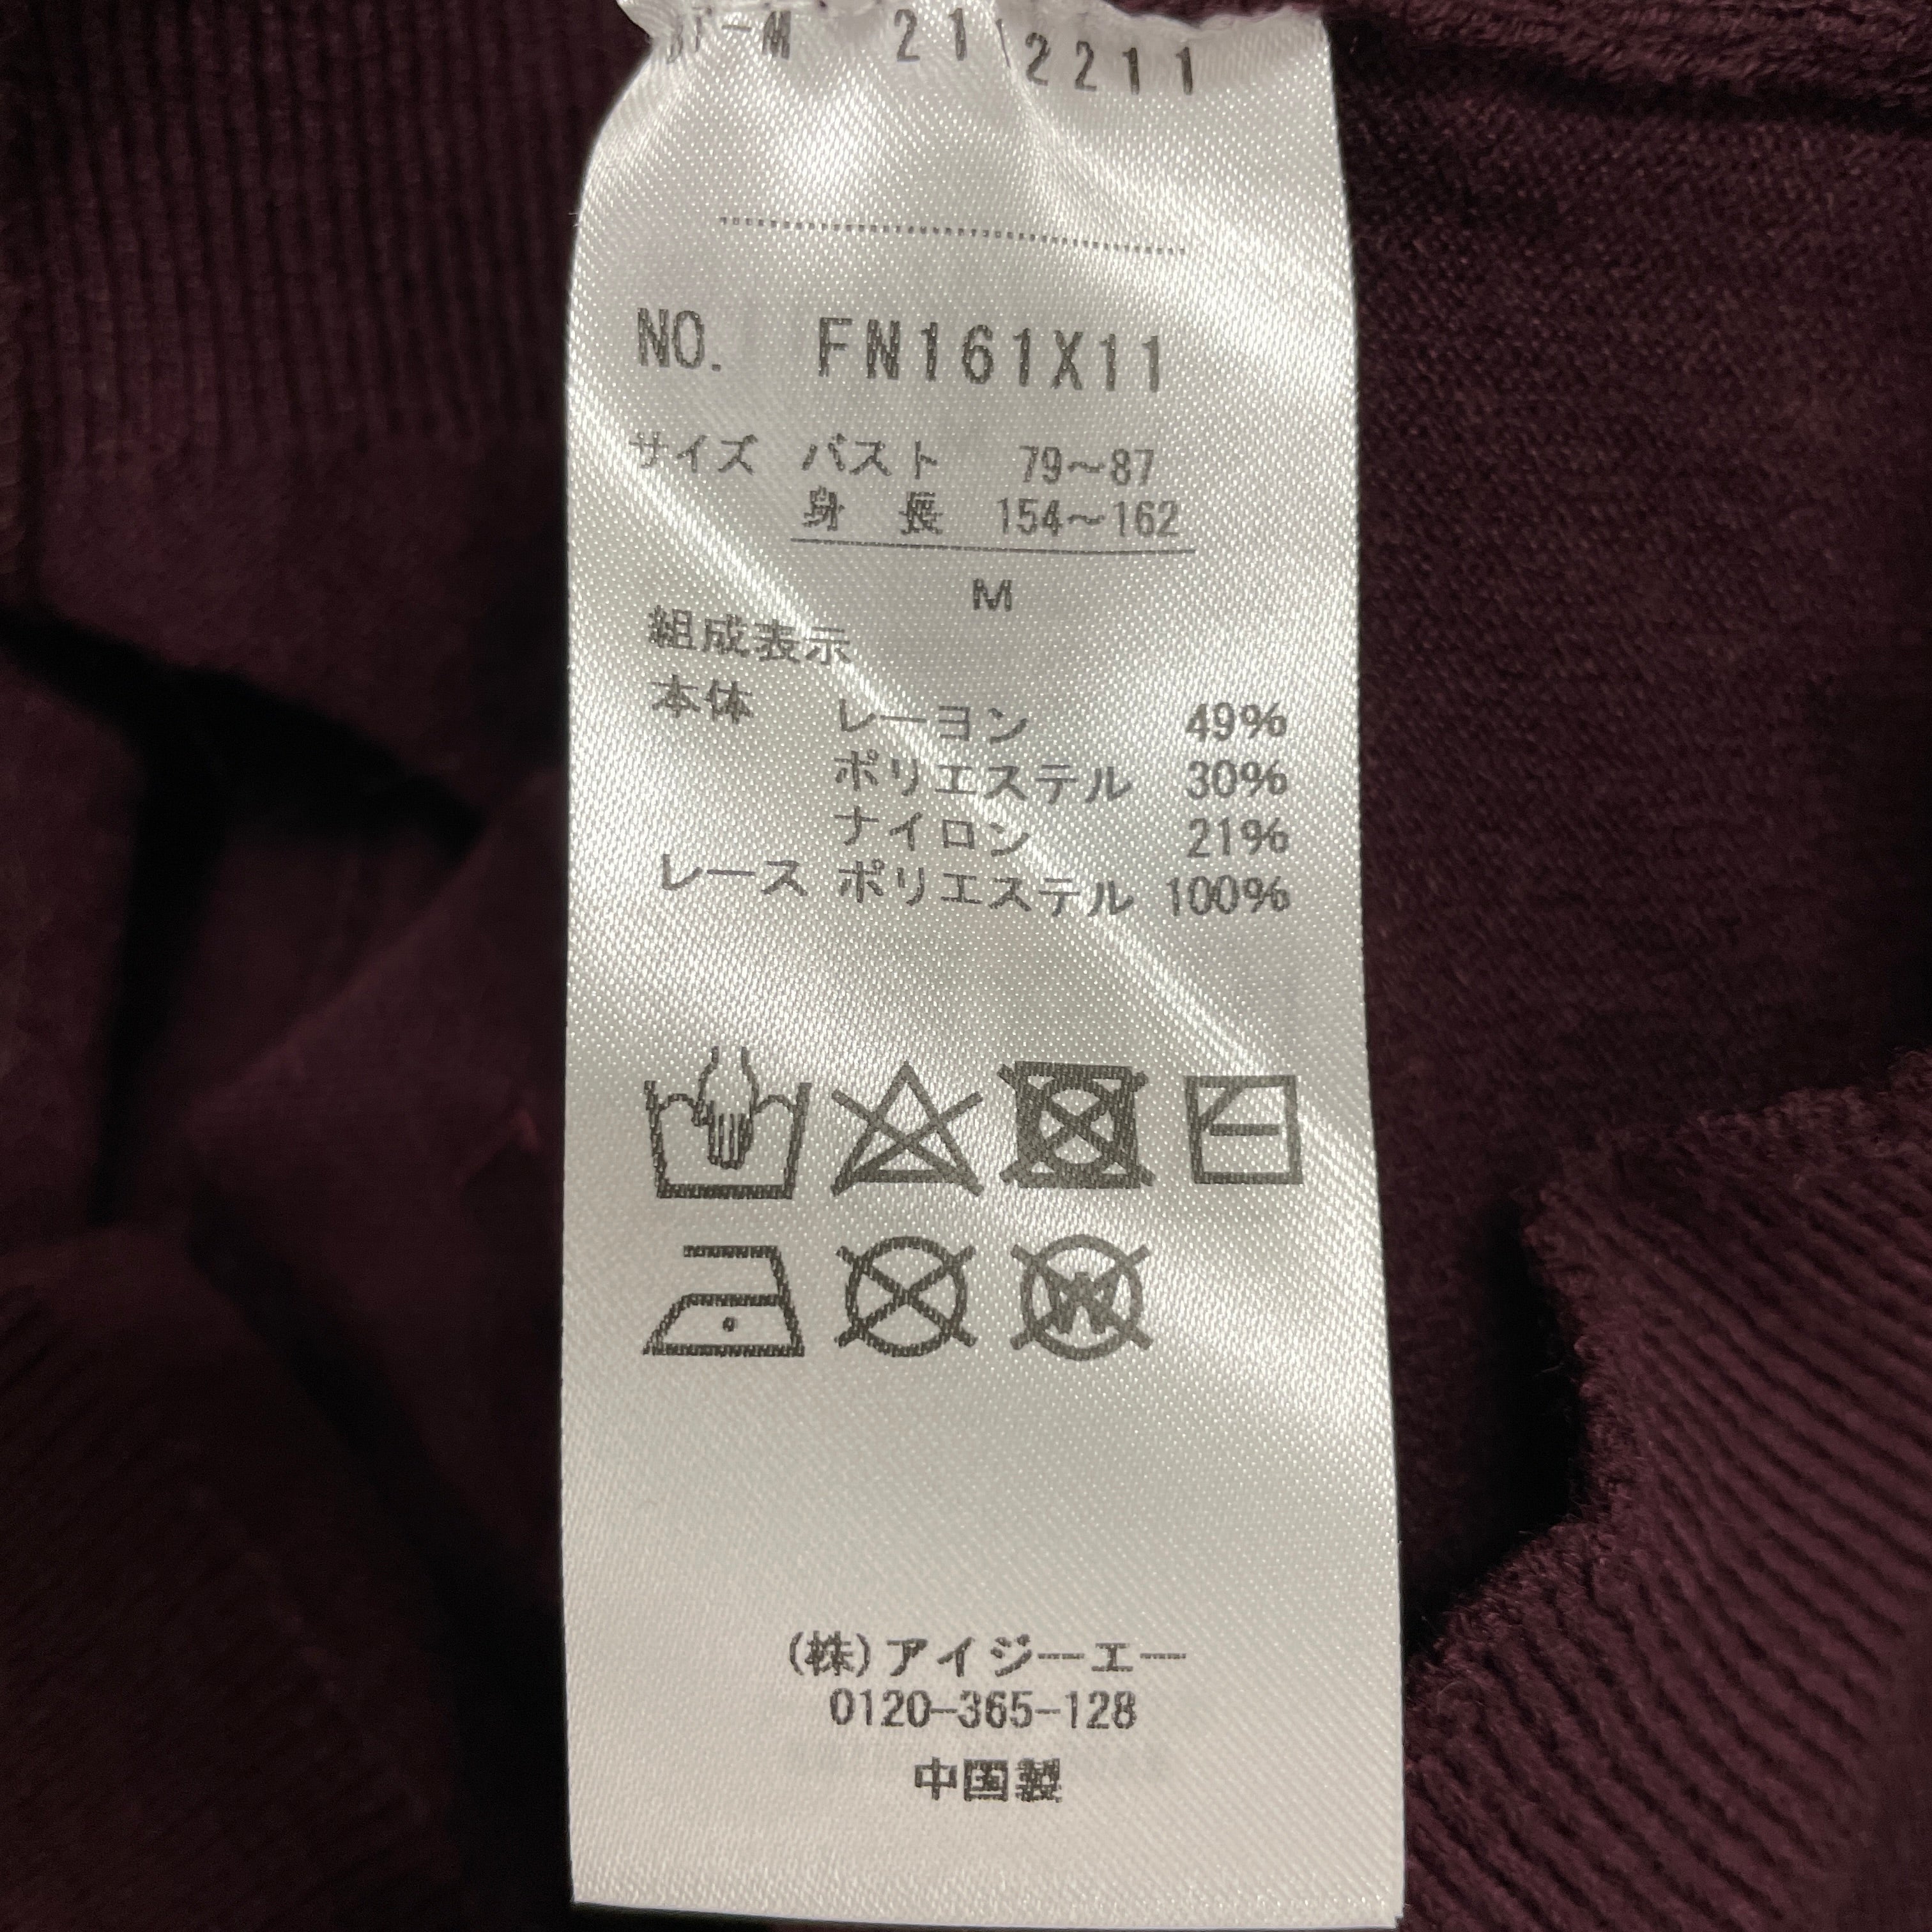 -M 21 2211
NO. FN161X11
サイズ バスト 79～87
身 長 154～162
M
組成表示
本体 レーヨン 49%
ポリエステル 30%
ナイロン 21%
レース ポリエステル 100%
(株)アイジーエー
0120-365-128
中国製